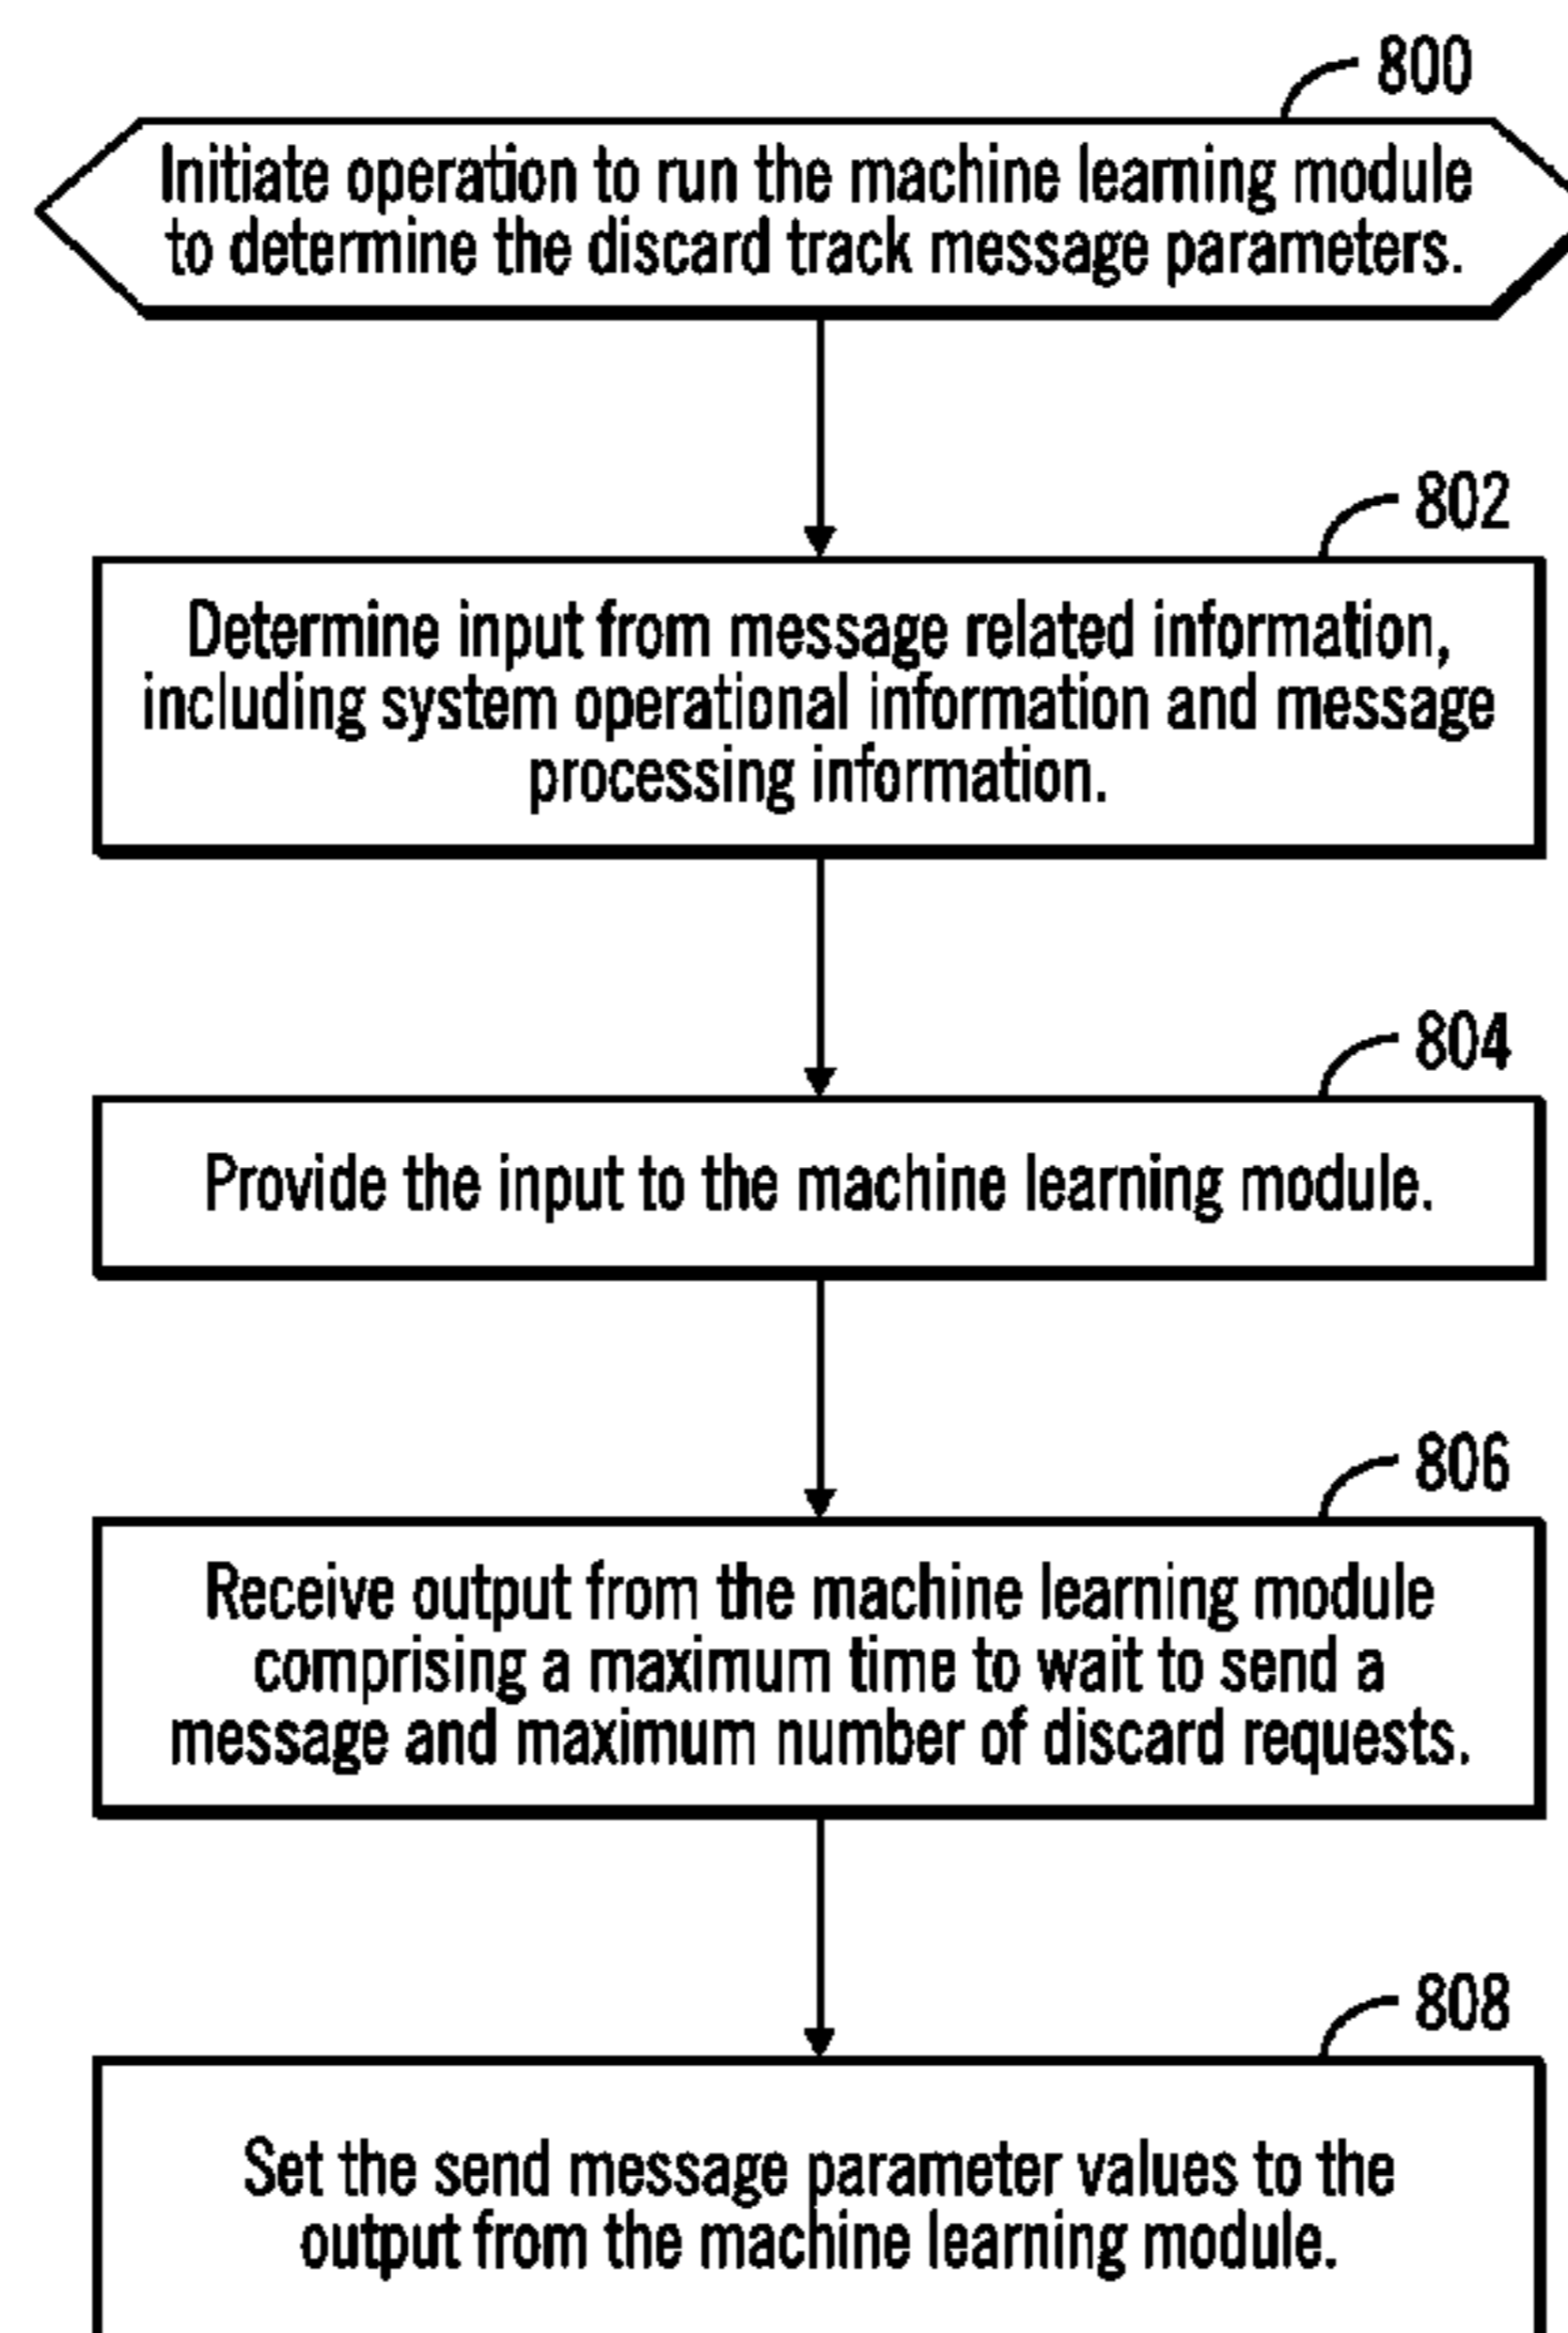 800
Initiate operation to run the machine learning module
to determine the discard track message parameters.
802
Determine input from message related information,
including system operational information and message
processing information.
804
Provide the input to the machine learning module.
806
Receive output from the machine learning module
comprising a maximum time to wait to send a
message and maximum number of discard requests.
808
Set the send message parameter values to the
output from the machine learning module.